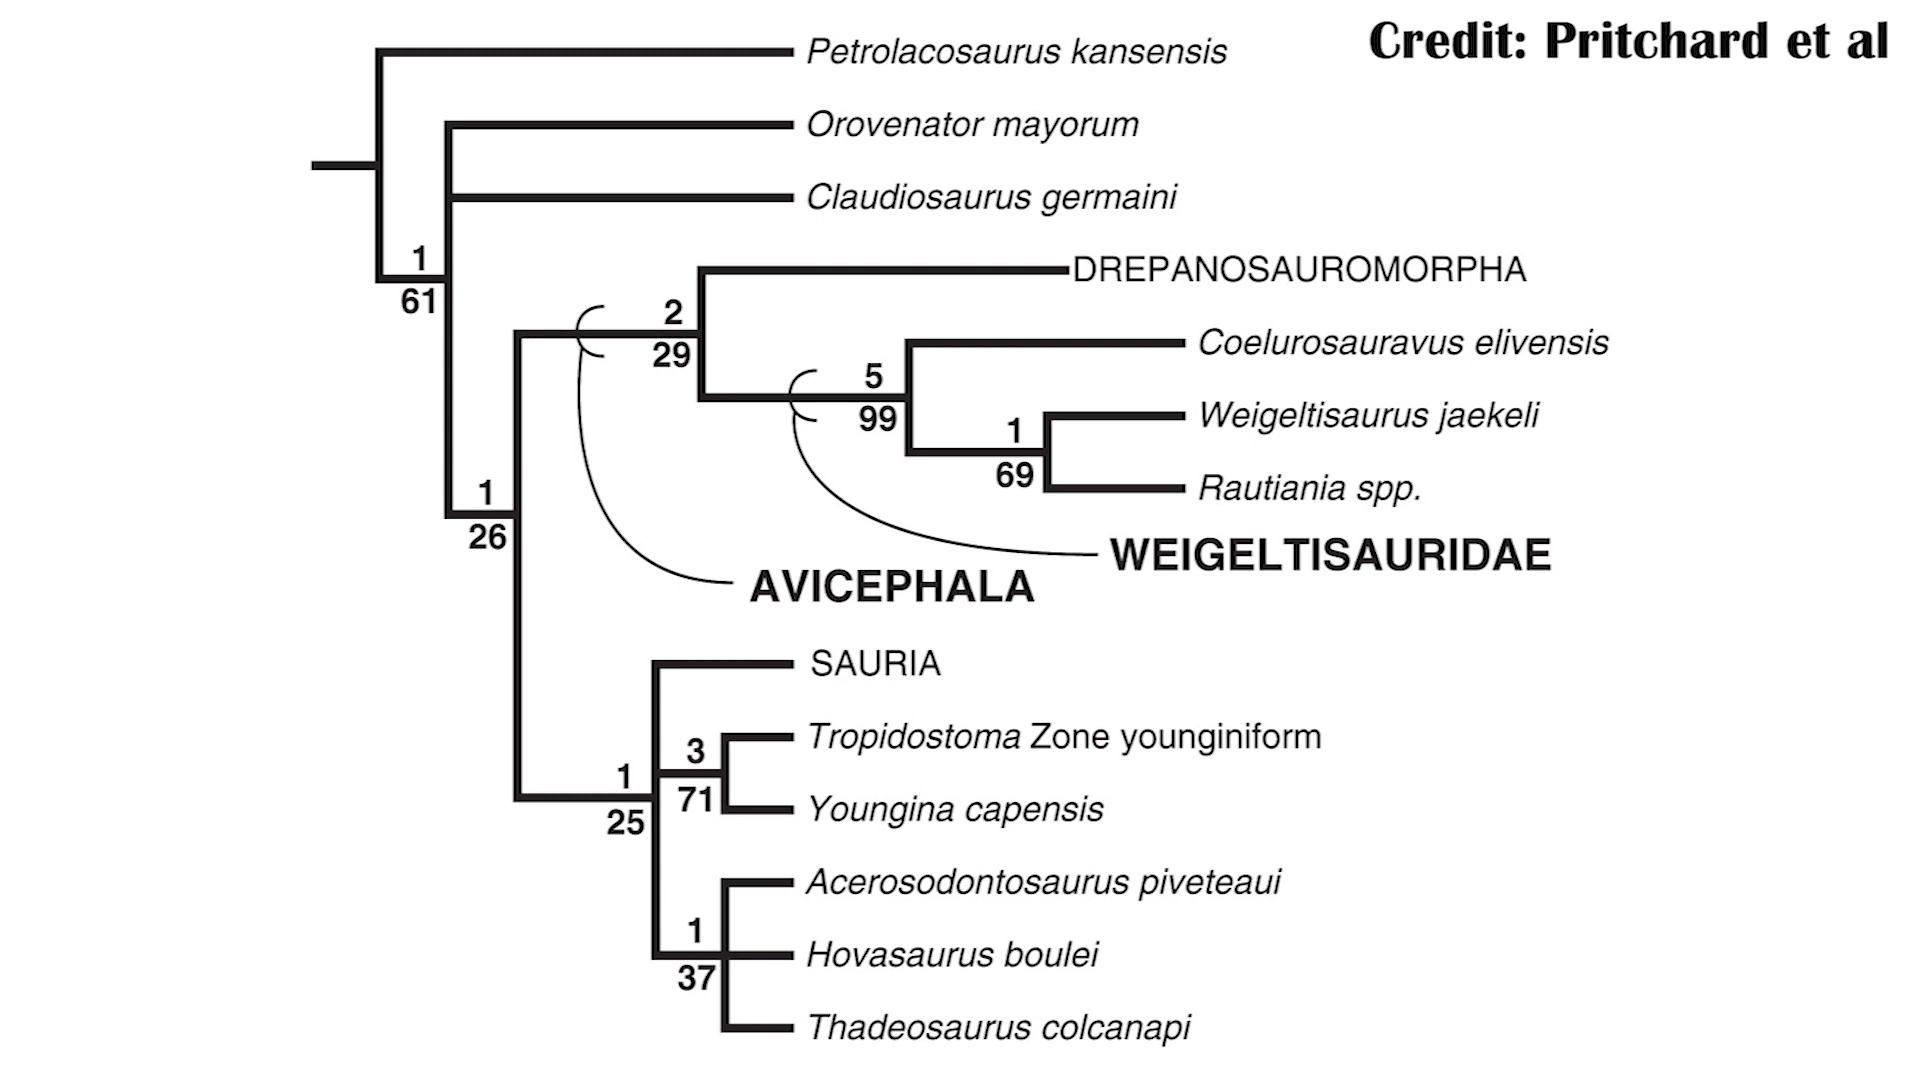 Credit: Pritchard et al
Petrolacosaurus kansensis
Orovenator mayorum
Claudiosaurus germaini
1
61
DREPANOSAUROMORPHA
2
29
Coelurosauravus elivensis
5
99
Weigeltisaurus jaekeli
1
69
Rautiania spp.
1
26
WEIGELTISAURIDAE
AVICEPHALA
SAURIA
Tropidostoma Zone younginiform
3
71
1
25
Youngina capensis
Acerosodontosaurus piveteaui
1
37
Hovasaurus boulei
Thadeosaurus colcanapi